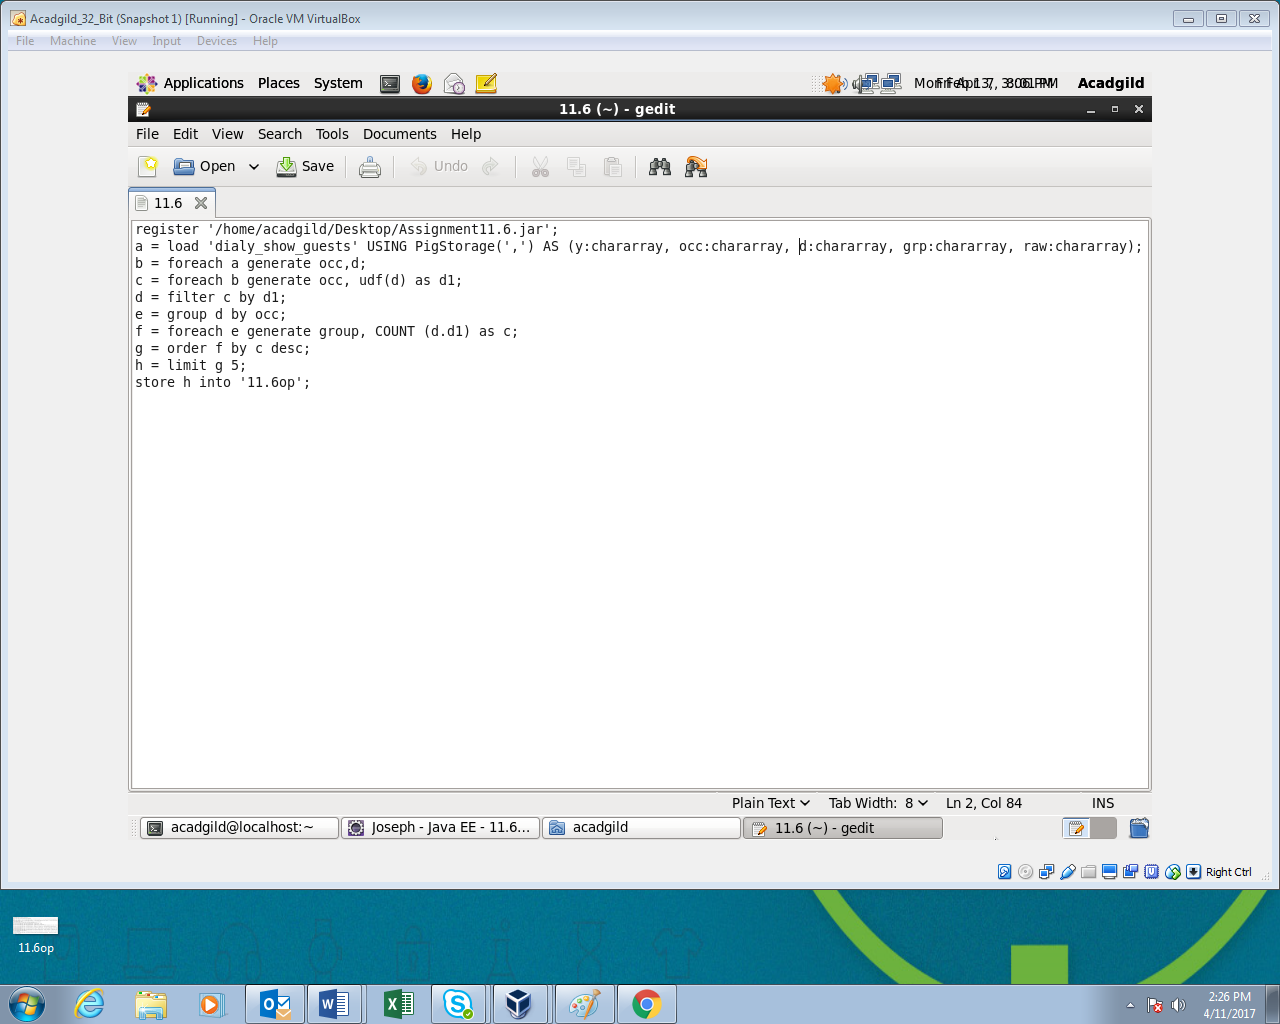 Acadgild_32_Bit (Snapshot 1) [Running] - Oracle VM VirtualBox
File Machine View Input Devices Help
Applications Places System
Acadgild
11.6 (~) - gedit
File Edit View Search Tools Documents Help
Open Save Undo
11.6
register '/home/acadgild/Desktop/Assignment11.6.jar';
a = load 'dialy_show_guests' USING PigStorage(',') AS (y:chararray, occ:chararray, d:chararray, grp:chararray, raw:chararray);
b = foreach a generate occ,d;
c = foreach b generate occ, udf(d) as d1;
d = filter c by d1;
e = group d by occ;
f = foreach e generate group, COUNT (d.d1) as c;
g = order f by c desc;
h = limit g 5;
store h into '11.6op';
Plain Text Tab Width: 8 Ln 2, Col 84 INS
acadgild@localhost:~ Joseph - Java EE - 11.6... acadgild 11.6 (~) - gedit
Right Ctrl
11.6op
2:26 PM
4/11/2017